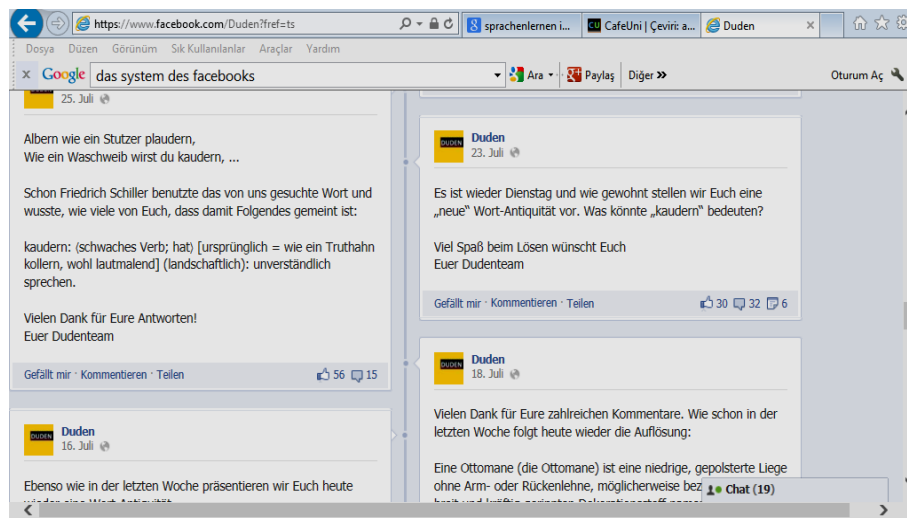 https://www.facebook.com/Duden?fref=ts
sprachenlernen i...
CafeUni | Çeviri: a...
Duden
Dosya Düzen Görünüm Sık Kullanılanlar Araçlar Yardım
x Google das system des facebooks Ara Paylaş Diğer » Oturum Aç
25. Juli
Albern wie ein Stutzer plaudern,
Wie ein Waschweib wirst du kaudern, ...
Schon Friedrich Schiller benutzte das von uns gesuchte Wort und
wusste, wie viele von Euch, dass damit Folgendes gemeint ist:
kaudern: ‹schwaches Verb; hat› [ursprünglich = wie ein Truthahn
kollern, wohl lautmalend] (landschaftlich): unverständlich
sprechen.
Vielen Dank für Eure Antworten!
Euer Dudenteam
Gefällt mir · Kommentieren · Teilen 56 15
DUDEN
Duden
16. Juli
Ebenso wie in der letzten Woche präsentieren wir Euch heute
wieder eine Wort-Antiquität
DUDEN
Duden
23. Juli
Es ist wieder Dienstag und wie gewohnt stellen wir Euch eine
„neue“ Wort-Antiquität vor. Was könnte „kaudern“ bedeuten?
Viel Spaß beim Lösen wünscht Euch
Euer Dudenteam
Gefällt mir · Kommentieren · Teilen 30 32 6
DUDEN
Duden
18. Juli
Vielen Dank für Eure zahlreichen Kommentare. Wie schon in der
letzten Woche folgt heute wieder die Auflösung:
Eine Ottomane (die Ottomane) ist eine niedrige, gepolsterte Liege
ohne Arm- oder Rückenlehne, möglicherweise bez
Chat (19)